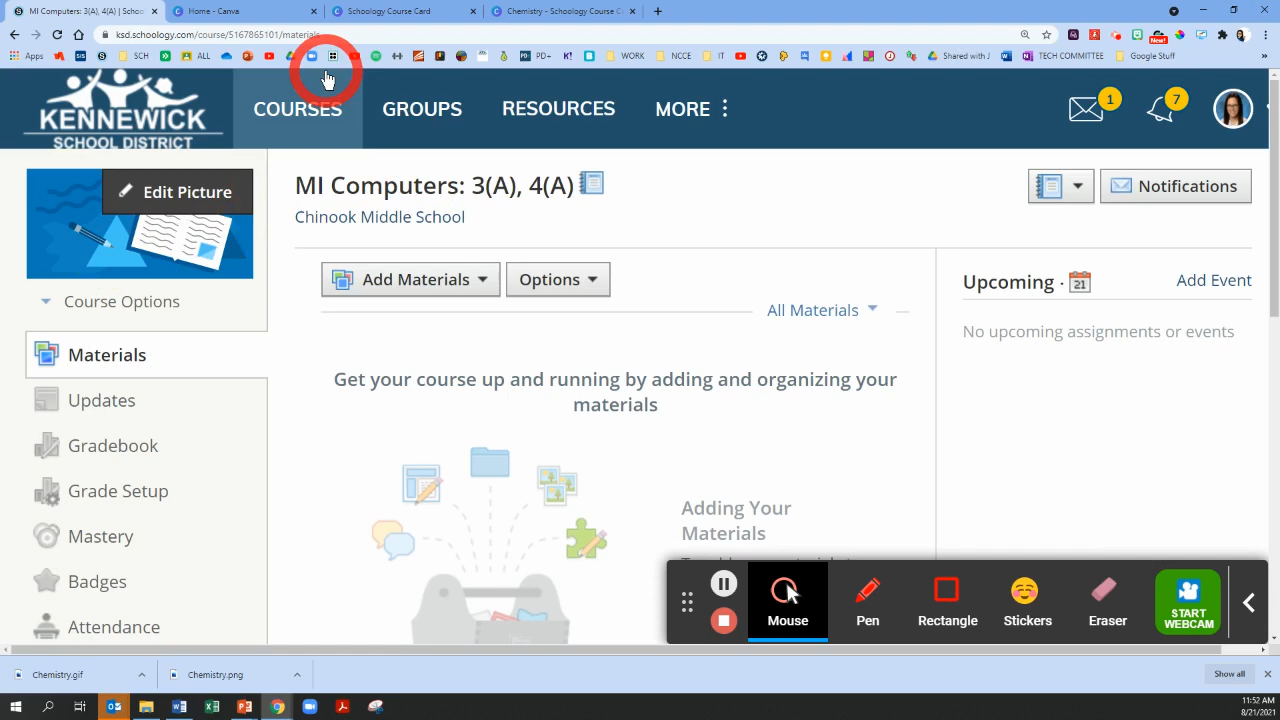 MI Computers: 3(A), 4(A) | School
Home - Canva
Schoology Course Card
Chemistry - Schoology Course C
ksd.schoology.com/course/5167865101/materials
Apps
SIS
SCH
ALL
PD
PD+
WORK
NCCE
IT
Shared with J...
TECH COMMITTEE
Google Stuff
New!
KENNEWICK
SCHOOL DISTRICT
COURSES
GROUPS
RESOURCES
MORE
1
7
Edit Picture
MI Computers: 3(A), 4(A)
Chinook Middle School
Notifications
Add Materials
Options
All Materials
Upcoming ·
21
Add Event
No upcoming assignments or events
Course Options
Materials
Updates
Gradebook
Grade Setup
Mastery
Badges
Attendance
Get your course up and running by adding and organizing your
materials
Adding Your
Materials
Mouse
Pen
Rectangle
Stickers
Eraser
START
WEBCAM
Chemistry.gif
Chemistry.png
Show all
11:52 AM
8/21/2021